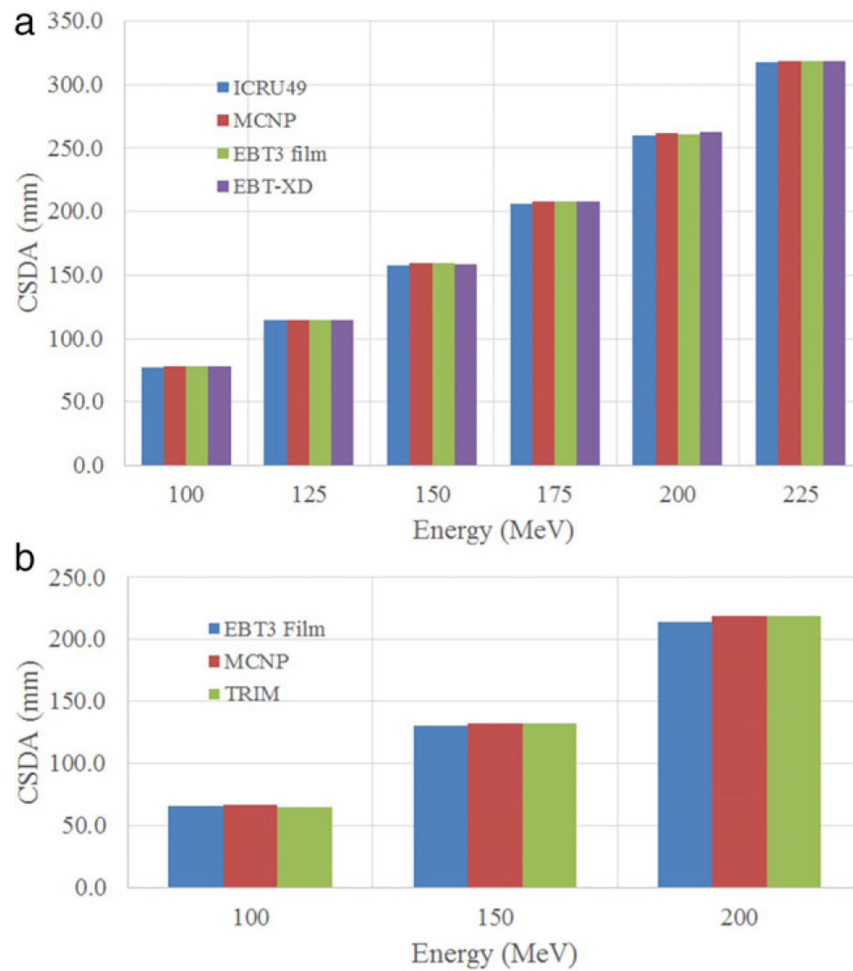 a
350.0
300.0
250.0
200.0
150.0
100.0
50.0
0.0
CSDA (mm)
ICRU49
MCNP
EBT3 film
EBT-XD
100 125 150 175 200 225
Energy (MeV)
b
250.0
200.0
150.0
100.0
50.0
0.0
CSDA (mm)
EBT3 Film
MCNP
TRIM
100 150 200
Energy (MeV)